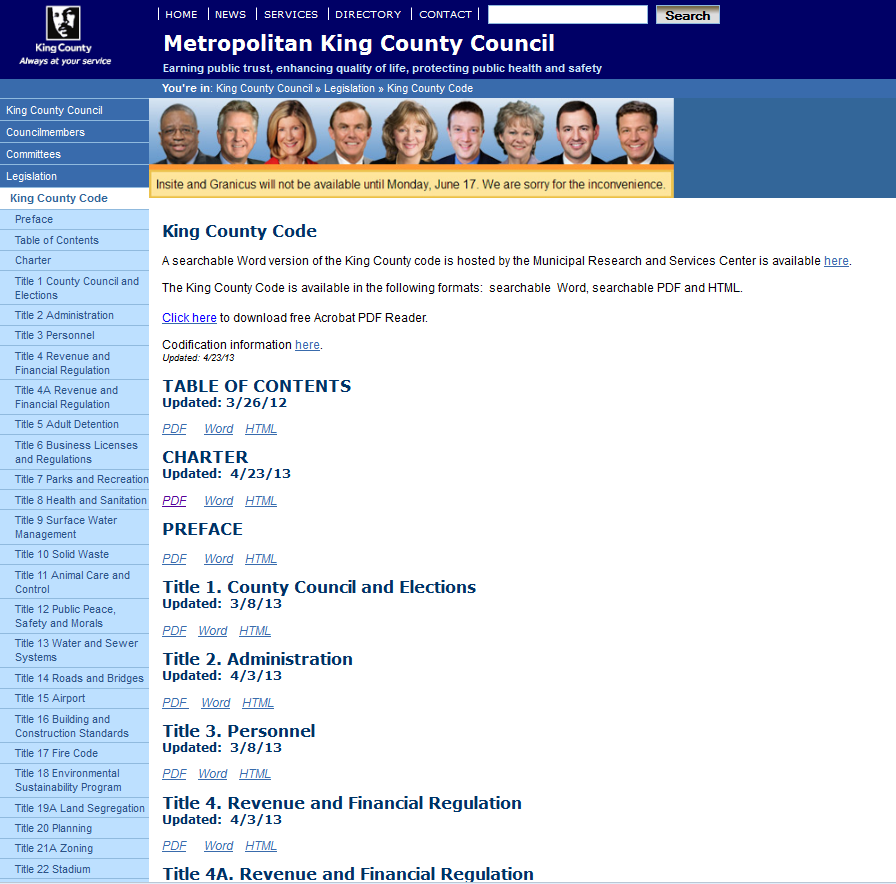 HOME NEWS SERVICES DIRECTORY CONTACT Search
King County
Always at your service
Metropolitan King County Council
Earning public trust, enhancing quality of life, protecting public health and safety
You're in: King County Council » Legislation » King County Code
King County Council
Councilmembers
Committees
Legislation
King County Code
Preface
Table of Contents
Charter
Title 1 County Council and
Elections
Title 2 Administration
Title 3 Personnel
Title 4 Revenue and
Financial Regulation
Title 4A Revenue and
Financial Regulation
Title 5 Adult Detention
Title 6 Business Licenses
and Regulations
Title 7 Parks and Recreation
Title 8 Health and Sanitation
Title 9 Surface Water
Management
Title 10 Solid Waste
Title 11 Animal Care and
Control
Title 12 Public Peace,
Safety and Morals
Title 13 Water and Sewer
Systems
Title 14 Roads and Bridges
Title 15 Airport
Title 16 Building and
Construction Standards
Title 17 Fire Code
Title 18 Environmental
Sustainability Program
Title 19A Land Segregation
Title 20 Planning
Title 21A Zoning
Title 22 Stadium
Insite and Granicus will not be available until Monday, June 17. We are sorry for the inconvenience.
King County Code
A searchable Word version of the King County code is hosted by the Municipal Research and Services Center is available here.
The King County Code is available in the following formats: searchable Word, searchable PDF and HTML.
Click here to download free Acrobat PDF Reader.
Codification information here.
Updated: 4/23/13
TABLE OF CONTENTS
Updated: 3/26/12
PDF Word HTML
CHARTER
Updated: 4/23/13
PDF Word HTML
PREFACE
PDF Word HTML
Title 1. County Council and Elections
Updated: 3/8/13
PDF Word HTML
Title 2. Administration
Updated: 4/3/13
PDF Word HTML
Title 3. Personnel
Updated: 3/8/13
PDF Word HTML
Title 4. Revenue and Financial Regulation
Updated: 4/3/13
PDF Word HTML
Title 4A. Revenue and Financial Regulation